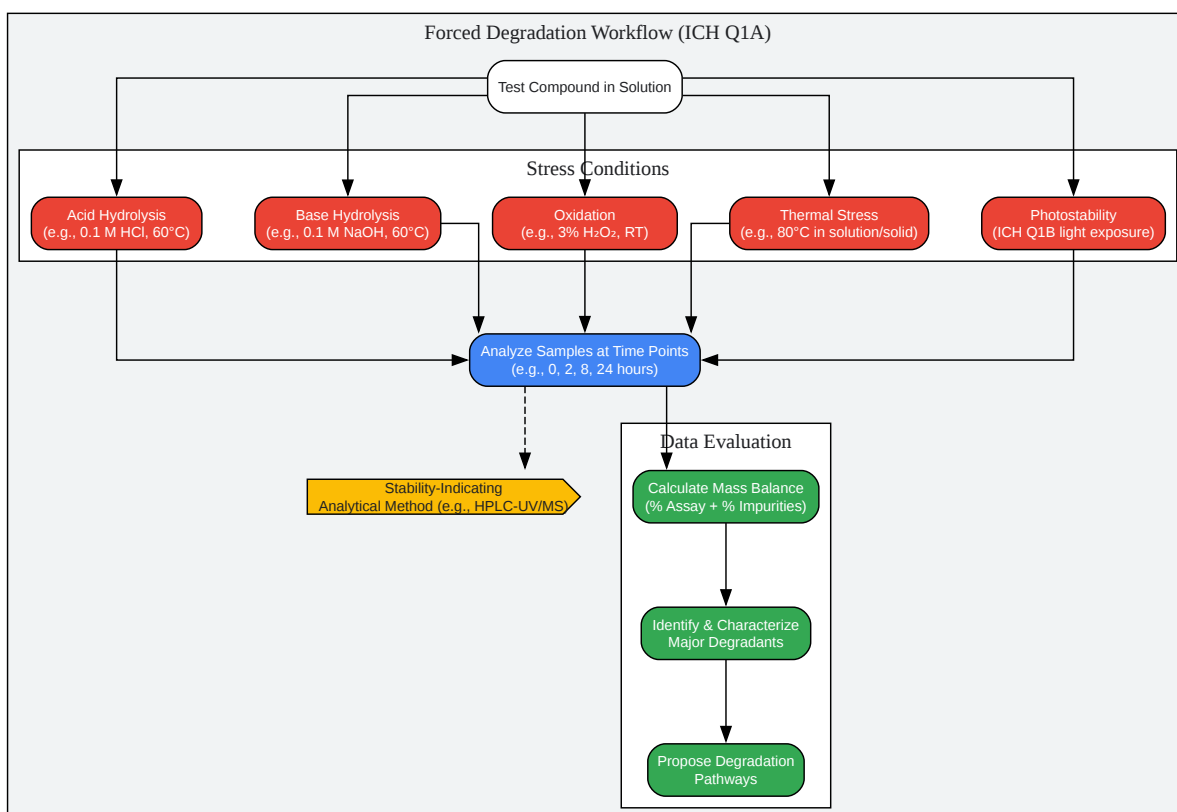 Forced Degradation Workflow (ICH Q1A)
Test Compound in Solution
Stress Conditions
Acid Hydrolysis
(e.g., 0.1 M HCl, 60°C)
Base Hydrolysis
(e.g., 0.1 M NaOH, 60°C)
Oxidation
(e.g., 3% H₂O₂, RT)
Thermal Stress
(e.g., 80°C in solution/solid)
Photostability
(ICH Q1B light exposure)
Analyze Samples at Time Points
(e.g., 0, 2, 8, 24 hours)
Stability-Indicating
Analytical Method (e.g., HPLC-UV/MS)
Data Evaluation
Calculate Mass Balance
(% Assay + % Impurities)
Identify & Characterize
Major Degradants
Propose Degradation
Pathways